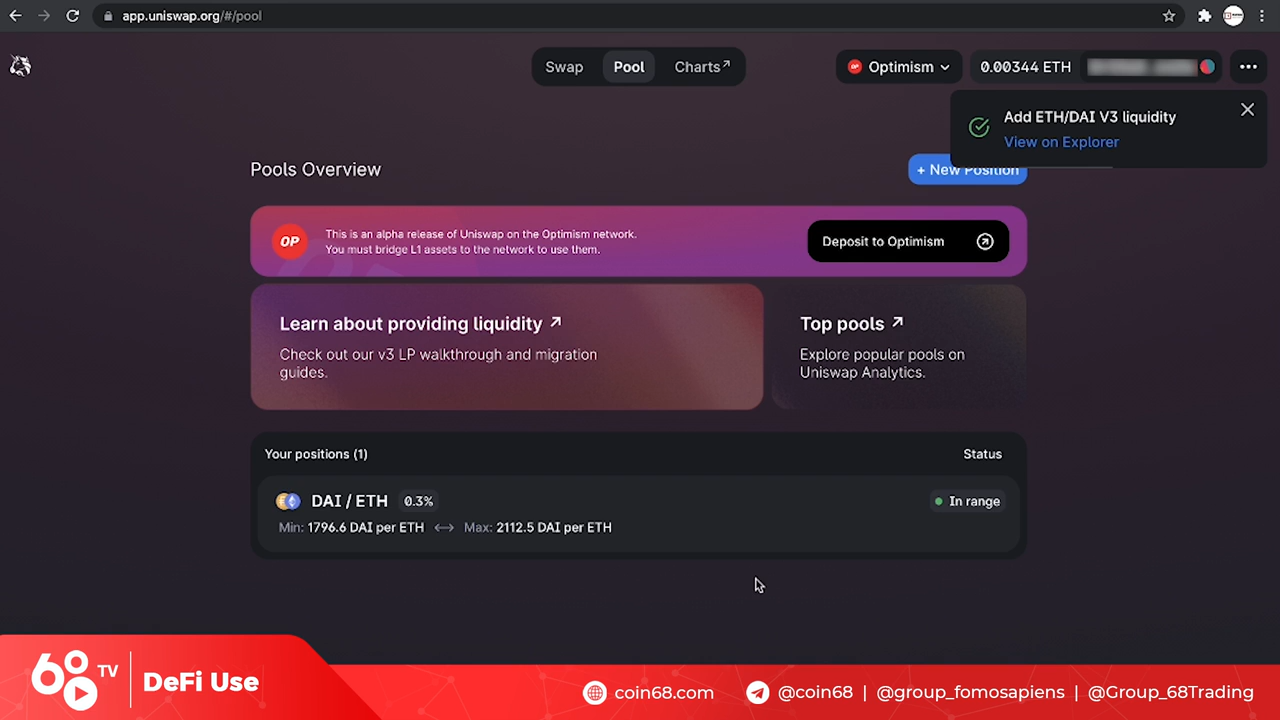 app.uniswap.org/#/pool
Swap Pool Charts↗ OP Optimism 0.00344 ETH
Add ETH/DAI V3 liquidity
View on Explorer
Pools Overview
+ New Position
OP
This is an alpha release of Uniswap on the Optimism network.
You must bridge L1 assets to the network to use them.
Deposit to Optimism
Learn about providing liquidity ↗
Check out our v3 LP walkthrough and migration
guides.
Top pools ↗
Explore popular pools on
Uniswap Analytics.
Your positions (1) Status
DAI / ETH 0.3% In range
Min: 1796.6 DAI per ETH ⟷ Max: 2112.5 DAI per ETH
68 TV DeFi Use
coin68.com @coin68 | @group_fomosapiens | @Group_68Trading